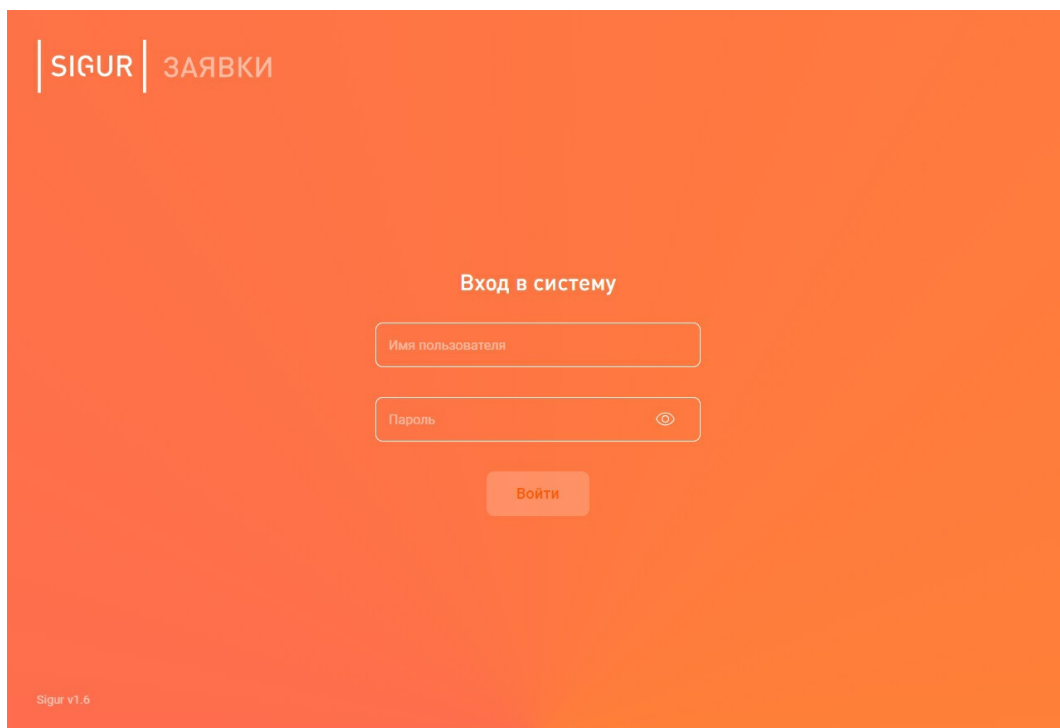 SIGUR ЗАЯВКИ
Вход в систему
Имя пользователя
Пароль
Войти
Sigur v1.6